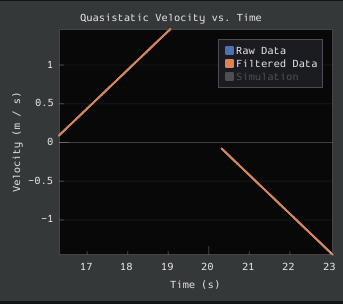 Quasistatic Velocity vs. Time
Raw Data
Filtered Data
Simulation
Velocity (m / s)
1
0.5
0
−0.5
−1
17 18 19 20 21 22 23
Time (s)